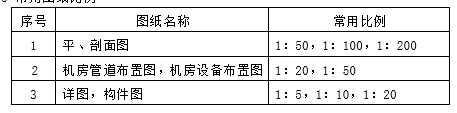 序号 图纸名称 常用比例
1 平、剖面图 1: 50,1: 100,1: 200
2 机房管道布置图,机房设备布置图 1:20,1:50
3 详图,构件图 1:5,1:10,1:20